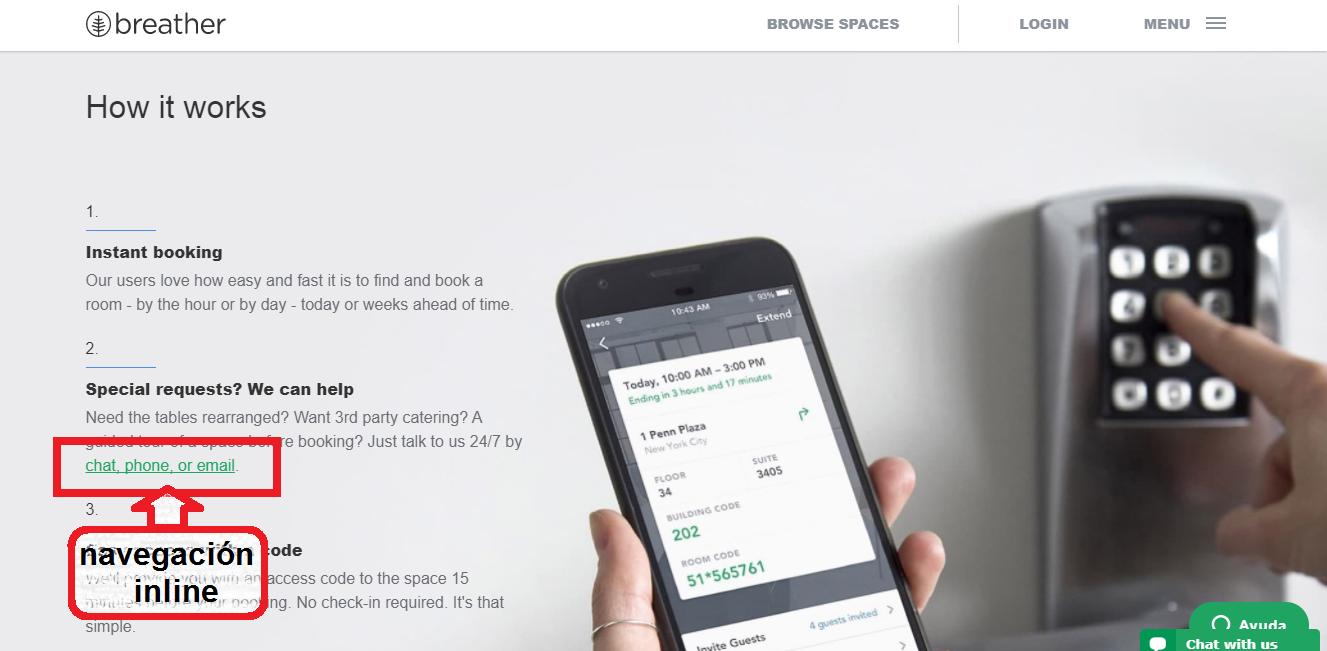 breather
BROWSE SPACES
LOGIN
MENU
How it works
1.
Instant booking
Our users love how easy and fast it is to find and book a
room - by the hour or by day - today or weeks ahead of time.
2.
Special requests? We can help
Need the tables rearranged? Want 3rd party catering? A
guided tour of a space before booking? Just talk to us 24/7 by
chat, phone, or email.
3.
code
navegación
inline
We'll provide you with an access code to the space 15
minutes before your booking. No check-in required. It's that
simple.
10:43 AM
93%
Extend
Today, 10:00 AM – 3:00 PM
Ending in 3 hours and 17 minutes
1 Penn Plaza
New York City
FLOOR
34
SUITE
3405
BUILDING CODE
202
ROOM CODE
51*565761
Invite Guests
4 guests invited
Ayuda
Chat with us